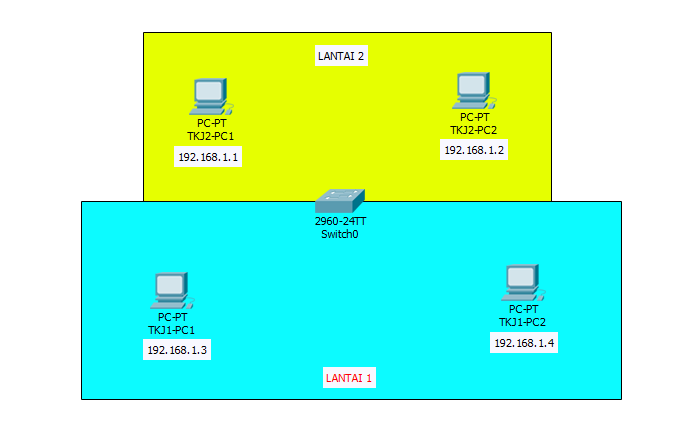 LANTAI 2
PC-PT
TKJ2-PC1
192.168.1.1
PC-PT
TKJ2-PC2
192.168.1.2
2960-24TT
Switch0
PC-PT
TKJ1-PC1
192.168.1.3
PC-PT
TKJ1-PC2
192.168.1.4
LANTAI 1